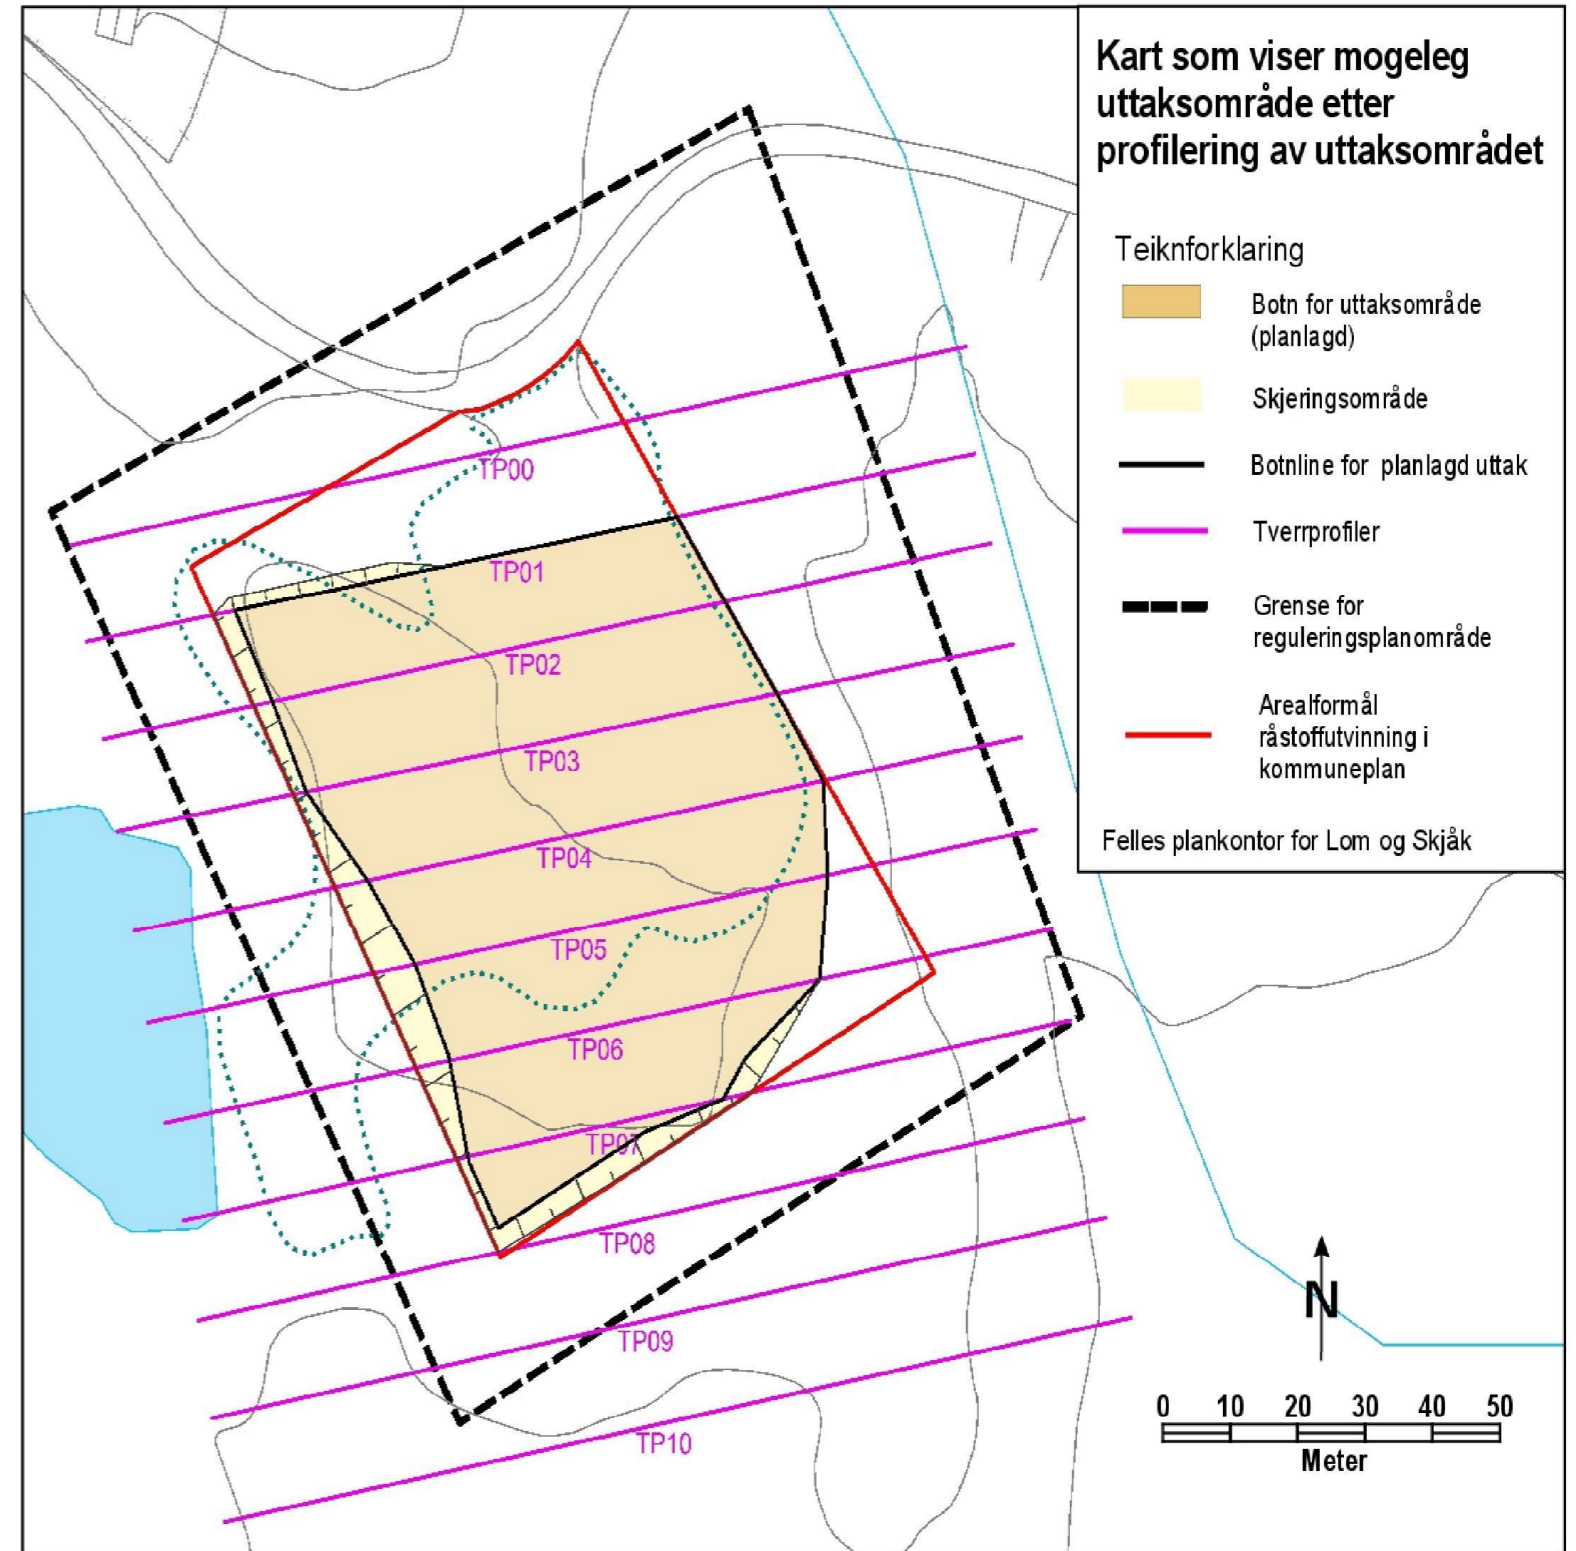 Kart som viser mogeleg
uttaksområde etter
profilering av uttaksområdet
Teiknforklaring
Botn for uttaksområde
(planlagd)
Skjeringsområde
Botnline for planlagd uttak
Tverrprofiler
Grense for
reguleringsplanområde
Arealformål
råstoffutvinning i
kommuneplan
Felles plankontor for Lom og Skjåk
TP00
TP01
TP02
TP03
TP04
TP05
TP06
TP07
TP08
TP09
TP10
N
0 10 20 30 40 50
Meter